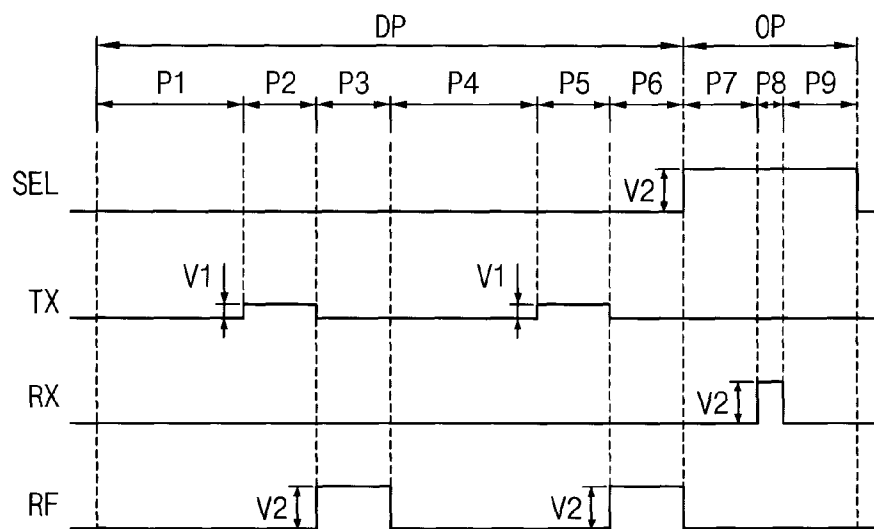 DP OP
P1 P2 P3 P4 P5 P6 P7 P8 P9
SEL V2
TX V1 V1
RX V2
RF V2 V2